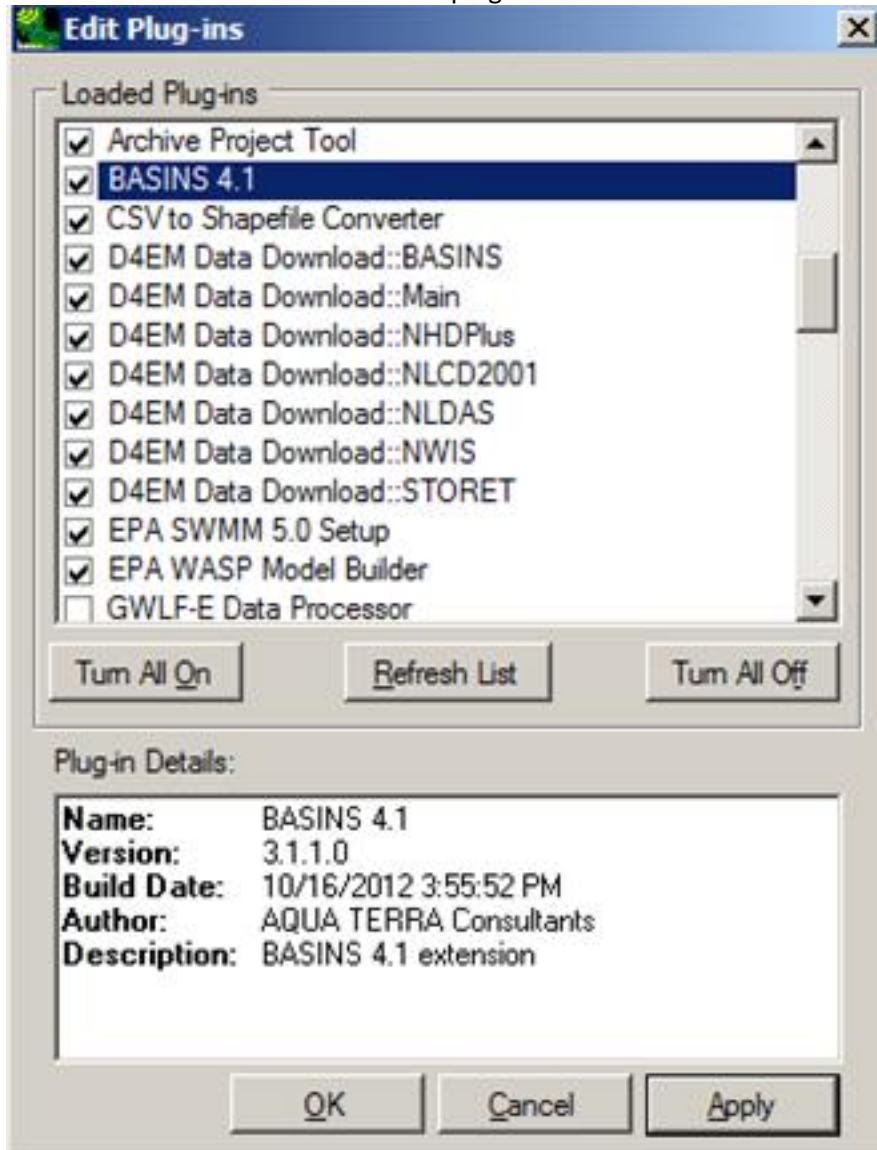 Edit Plug-ins
Loaded Plug-ins
Archive Project Tool
BASINS 4.1
CSV to Shapefile Converter
D4EM Data Download::BASINS
D4EM Data Download::Main
D4EM Data Download::NHDPlus
D4EM Data Download::NLCD2001
D4EM Data Download::NLDAS
D4EM Data Download::NWIS
D4EM Data Download::STORET
EPA SWMM 5.0 Setup
EPA WASP Model Builder
GWLF-E Data Processor
Turn All On Refresh List Turn All Off
Plug-in Details:
Name: BASINS 4.1
Version: 3.1.1.0
Build Date: 10/16/2012 3:55:52 PM
Author: AQUA TERRA Consultants
Description: BASINS 4.1 extension
OK Cancel Apply